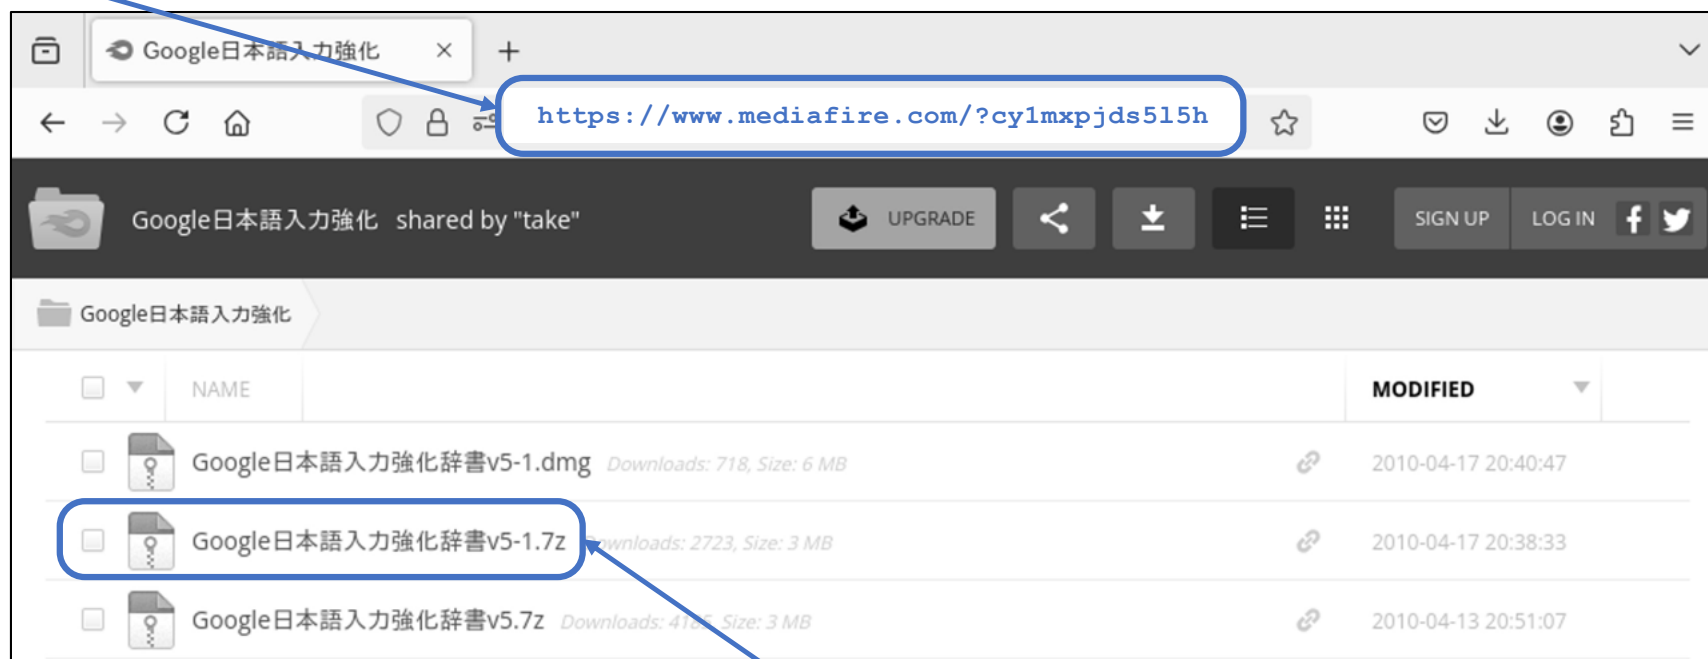 Google日本語入力強化
https://www.mediafire.com/?cy1mxpjds5l5h
Google日本語入力強化 shared by "take"
UPGRADE
SIGN UP
LOG IN
Google日本語入力強化
NAME
MODIFIED
Google日本語入力強化辞書v5-1.dmg Downloads: 718, Size: 6 MB
2010-04-17 20:40:47
Google日本語入力強化辞書v5-1.7z Downloads: 2723, Size: 3 MB
2010-04-17 20:38:33
Google日本語入力強化辞書v5.7z Downloads: 4185, Size: 3 MB
2010-04-13 20:51:07